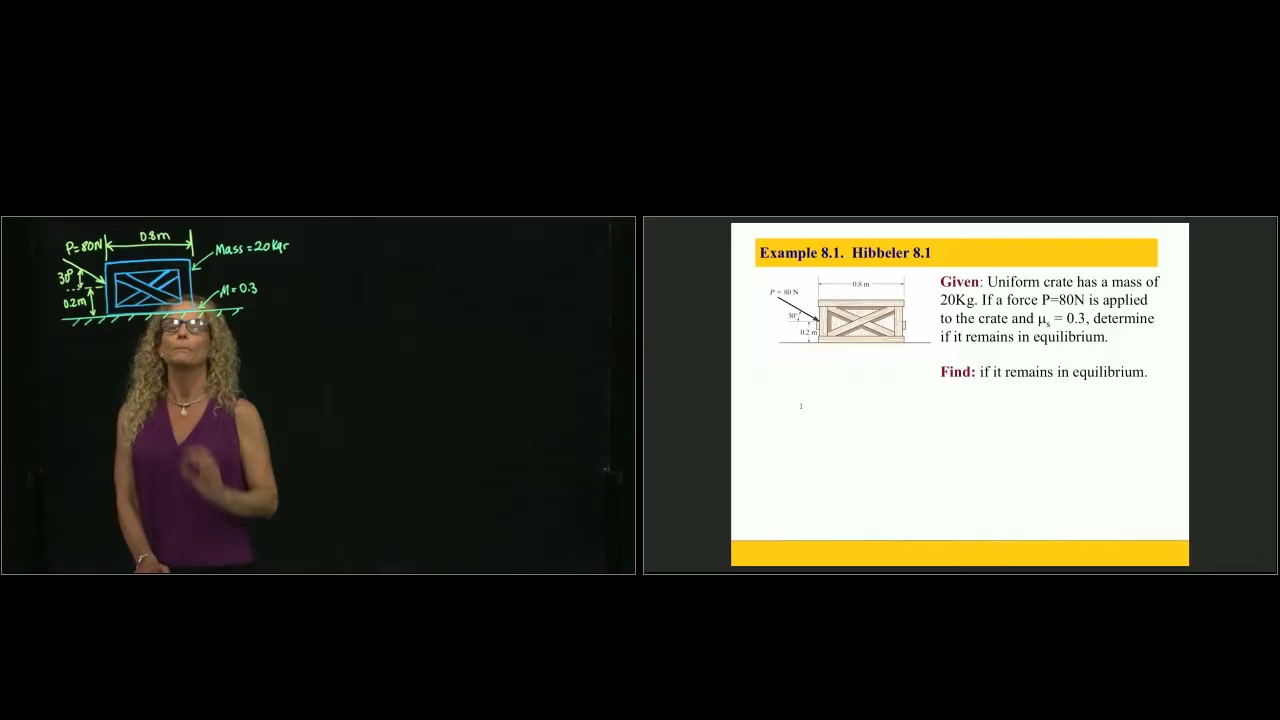 0.8m
P=80N
Mass = 20 Kgr
30°
0.2m
M = 0.3
Example 8.1. Hibbeler 8.1
0.8 m
P = 80 N
30°
0.2 m
Given: Uniform crate has a mass of
20Kg. If a force P=80N is applied
to the crate and μs = 0.3, determine
if it remains in equilibrium.
Find: if it remains in equilibrium.